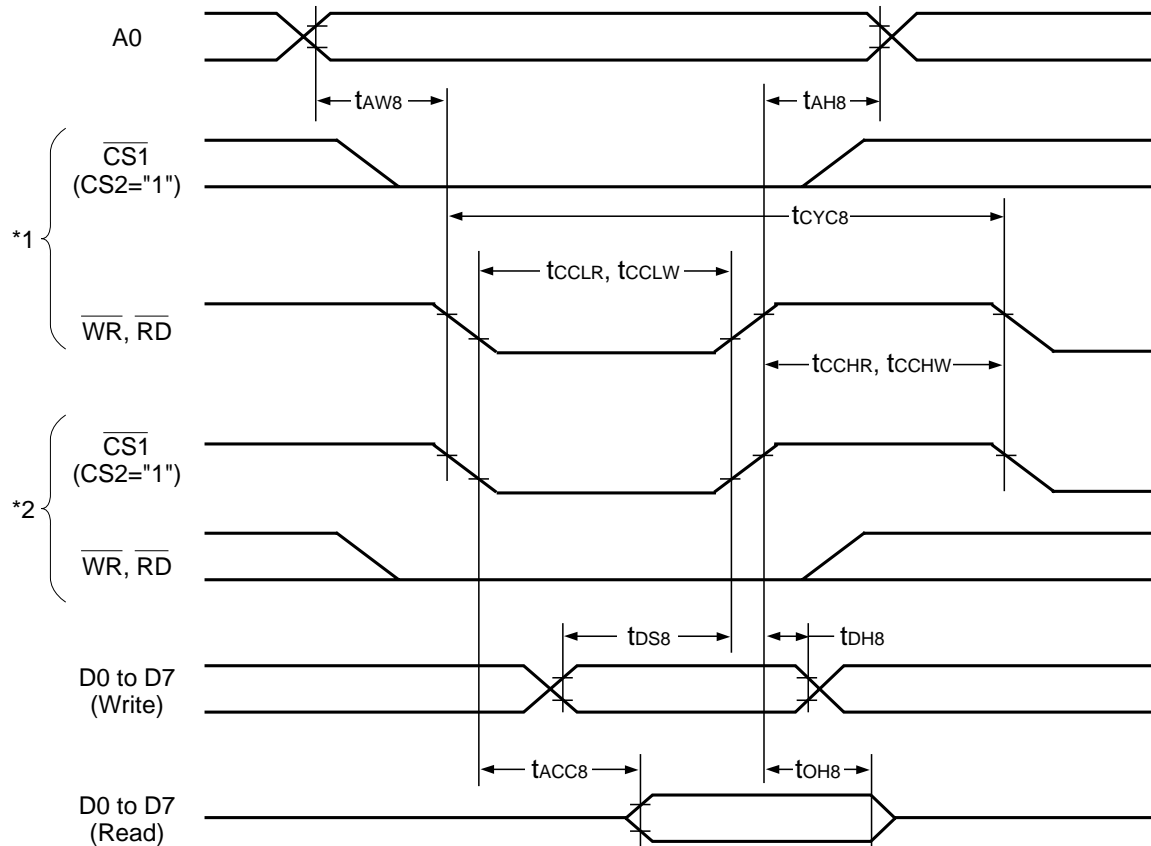 A0
tAW8
tAH8
*1
CS1
(CS2="1")
tCYC8
tCCLR, tCCLW
WR, RD
tCCHR, tCCHW
*2
CS1
(CS2="1")
WR, RD
tDS8
tDH8
D0 to D7
(Write)
tACC8
tOH8
D0 to D7
(Read)